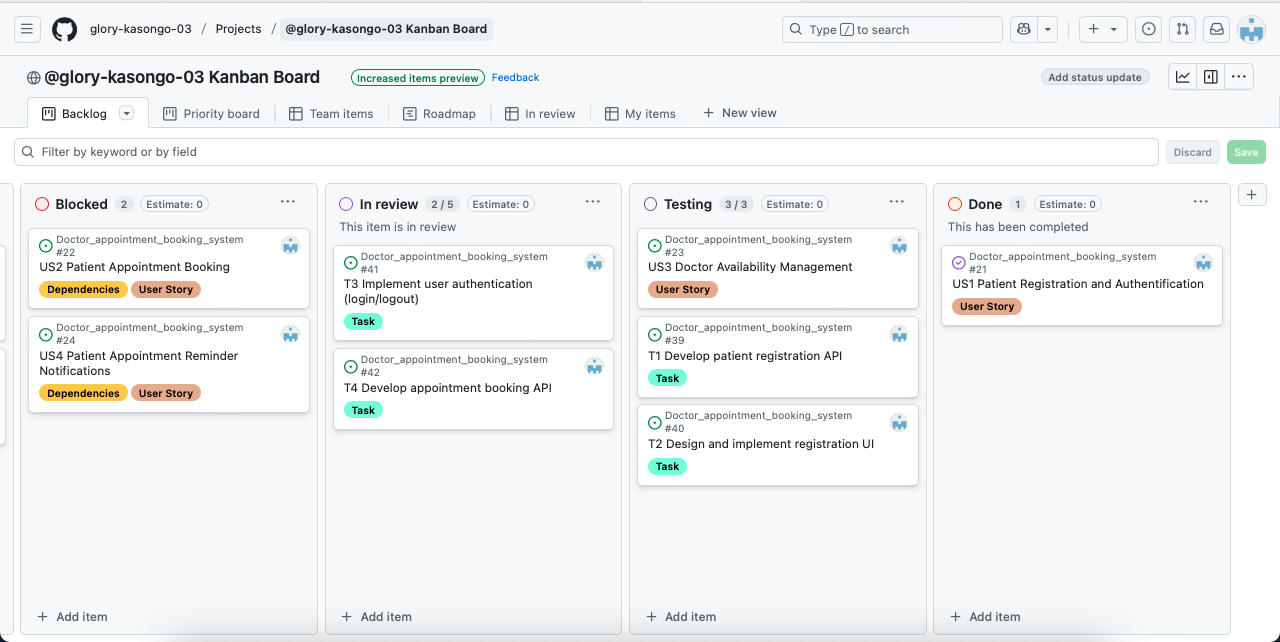 glory-kasongo-03 / Projects / @glory-kasongo-03 Kanban Board
Type / to search
@glory-kasongo-03 Kanban Board
Increased items preview
Feedback
Add status update
Backlog
Priority board
Team items
Roadmap
In review
My items
New view
Filter by keyword or by field
Discard
Save
Blocked 2 Estimate: 0
Doctor_appointment_booking_system
#22
US2 Patient Appointment Booking
Dependencies User Story
Doctor_appointment_booking_system
#24
US4 Patient Appointment Reminder
Notifications
Dependencies User Story
Add item
In review 2 / 5 Estimate: 0
This item is in review
Doctor_appointment_booking_system
#41
T3 Implement user authentication
(login/logout)
Task
Doctor_appointment_booking_system
#42
T4 Develop appointment booking API
Task
Add item
Testing 3 / 3 Estimate: 0
Doctor_appointment_booking_system
#23
US3 Doctor Availability Management
User Story
Doctor_appointment_booking_system
#39
T1 Develop patient registration API
Task
Doctor_appointment_booking_system
#40
T2 Design and implement registration UI
Task
Add item
Done 1 Estimate: 0
This has been completed
Doctor_appointment_booking_system
#21
US1 Patient Registration and Authentification
User Story
Add item